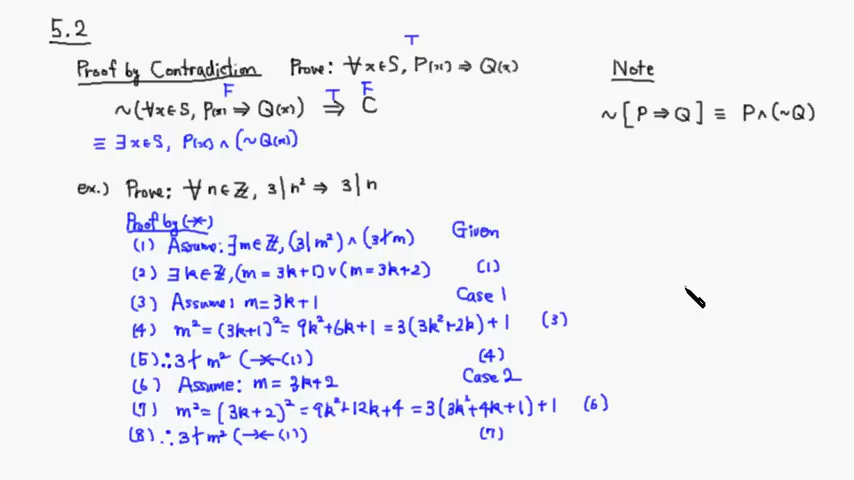 5.2
T
Proof by Contradiction Prove: ∀x∈S, P(x) ⇒ Q(x) Note
F T F
~(∀x∈S, P(x) ⇒ Q(x)) ⇒ C ~[P ⇒ Q] ≡ P∧(~Q)
≡ ∃x∈S, P(x) ∧ (~Q(x))
ex.) Prove: ∀n∈ℤ, 3|n² ⇒ 3|n
Proof by (→←)
(1) Assume: ∃m∈ℤ, (3|m²) ∧ (3∤m) Given
(2) ∃k∈ℤ, (m = 3k+1) ∨ (m = 3k+2) (1)
(3) Assume: m = 3k+1 Case 1
(4) m² = (3k+1)² = 9k²+6k+1 = 3(3k²+2k)+1 (3)
(5) ∴ 3∤m² (→← (1)) (4)
(6) Assume: m = 3k+2 Case 2
(7) m² = (3k+2)² = 9k²+12k+4 = 3(3k²+4k+1)+1 (6)
(8) ∴ 3∤m² (→← (1)) (7)